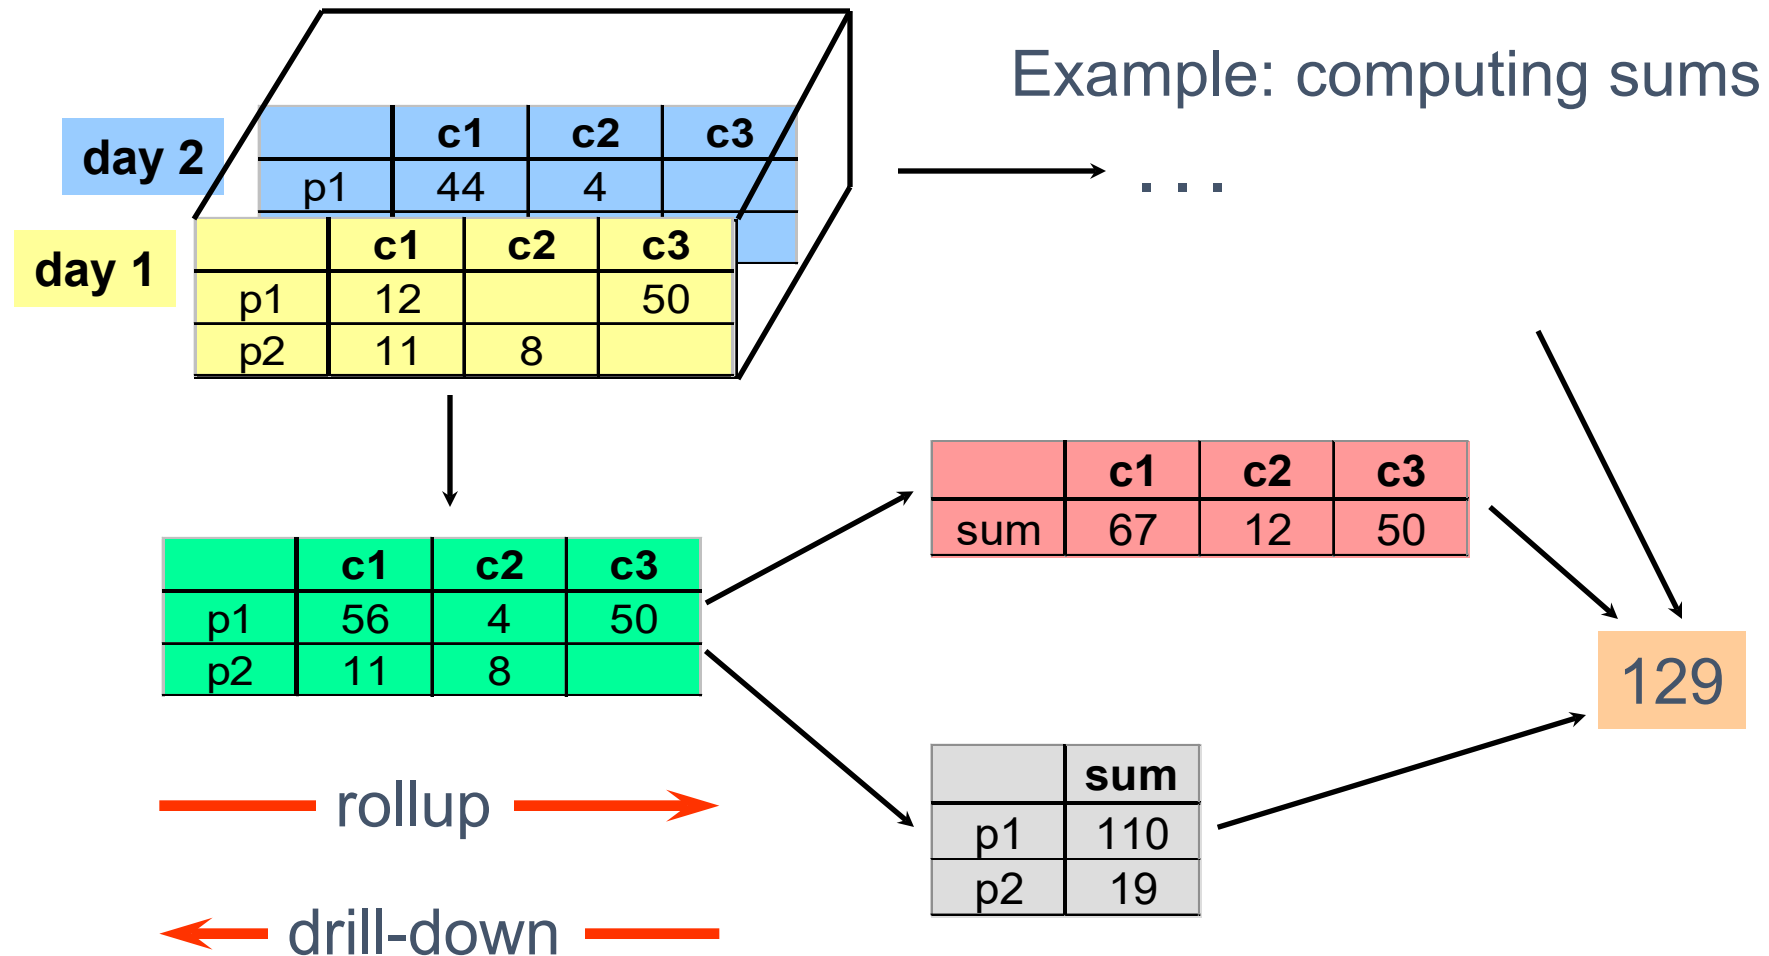 Example: computing sums
day 2
c1 c2 c3
p1 44 4
. . .
day 1
c1 c2 c3
p1 12 50
p2 11 8
c1 c2 c3
sum 67 12 50
c1 c2 c3
p1 56 4 50
p2 11 8
129
sum
p1 110
p2 19
rollup
drill-down